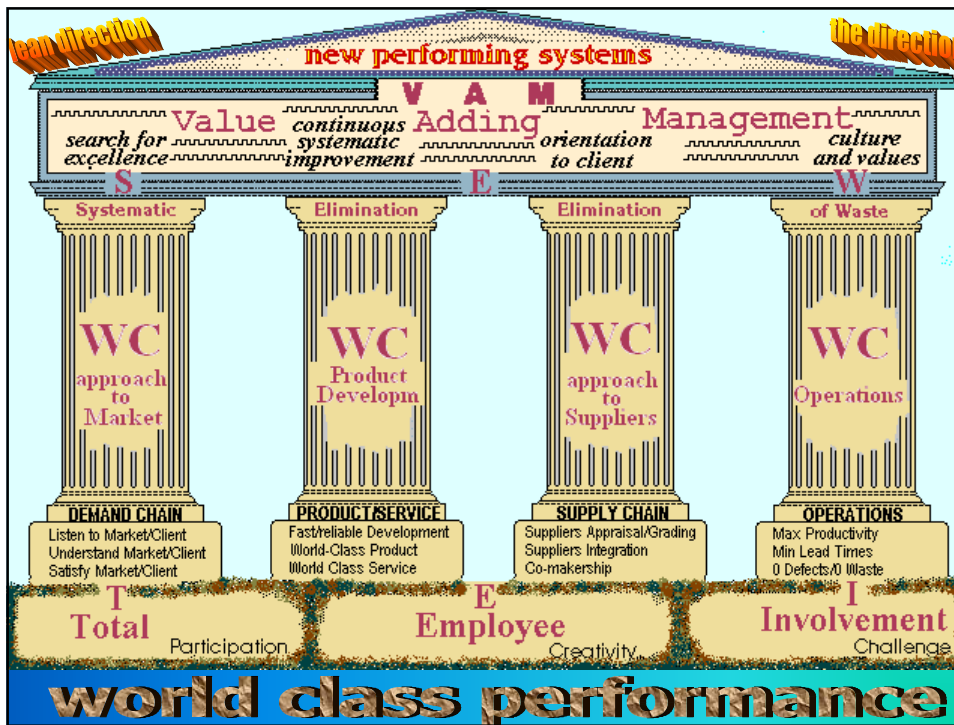 lean direction
the direction
new performing systems
V A M
Value Adding Management
search for excellence
continuous systematic improvement
orientation to client
culture and values
S E W
Systematic
Elimination
Elimination
of Waste
WC
approach
to
Market
WC
Product
Developm
WC
approach
to
Suppliers
WC
Operations
DEMAND CHAIN
Listen to Market/Client
Understand Market/Client
Satisfy Market/Client
PRODUCT/SERVICE
Fast/reliable Development
World-Class Product
World Class Service
SUPPLY CHAIN
Suppliers Appraisal/Grading
Suppliers Integration
Co-makership
OPERATIONS
Max Productivity
Min Lead Times
0 Defects/0 Waste
T
Total
Participation
E
Employee
Creativity
I
Involvement
Challenge
world class performance